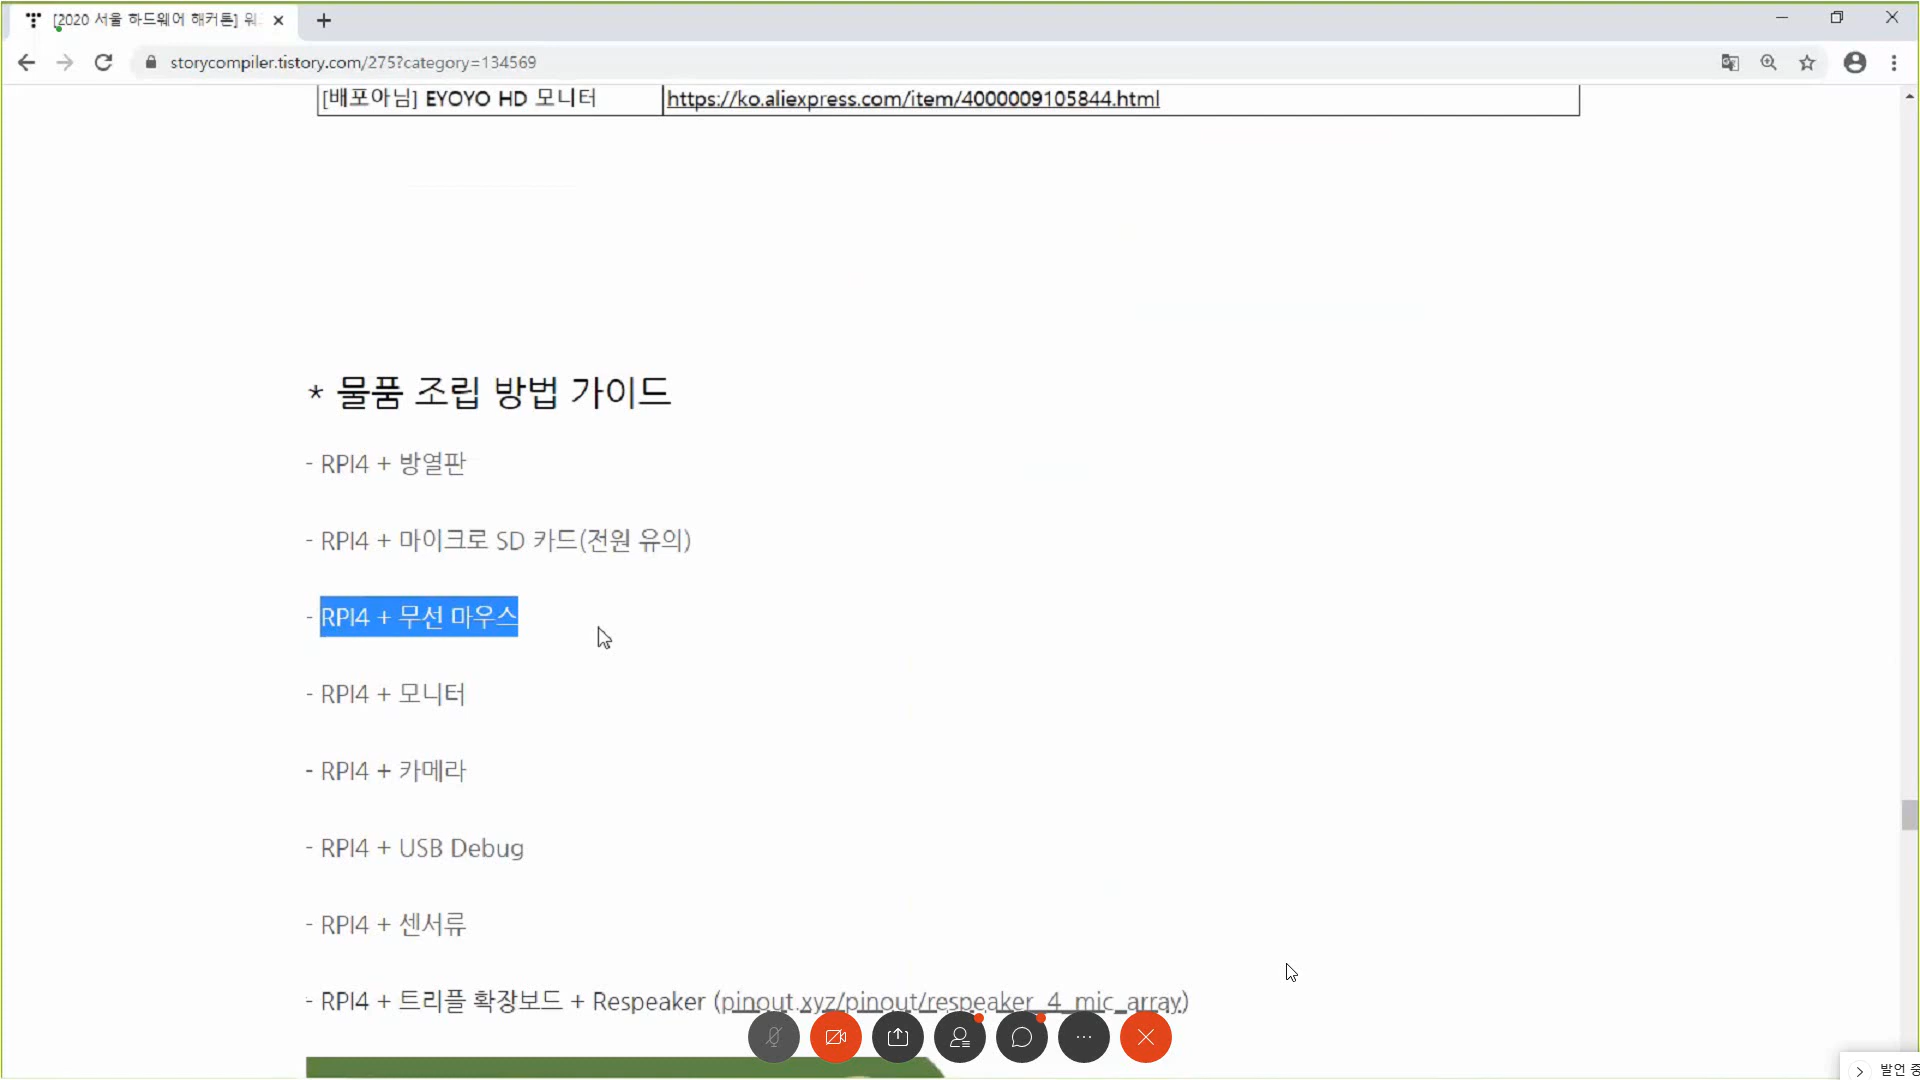 [2020 서울 하드웨어 해커톤] 워
storycompiler.tistory.com/275?category=134569
[배포아님] EYOYO HD 모니터 https://ko.aliexpress.com/item/4000009105844.html
* 물품 조립 방법 가이드
- RPI4 + 방열판
- RPI4 + 마이크로 SD 카드(전원 유의)
- RPI4 + 무선 마우스
- RPI4 + 모니터
- RPI4 + 카메라
- RPI4 + USB Debug
- RPI4 + 센서류
- RPI4 + 트리플 확장보드 + Respeaker (pinout.xyz/pinout/respeaker_4_mic_array)
발언 중